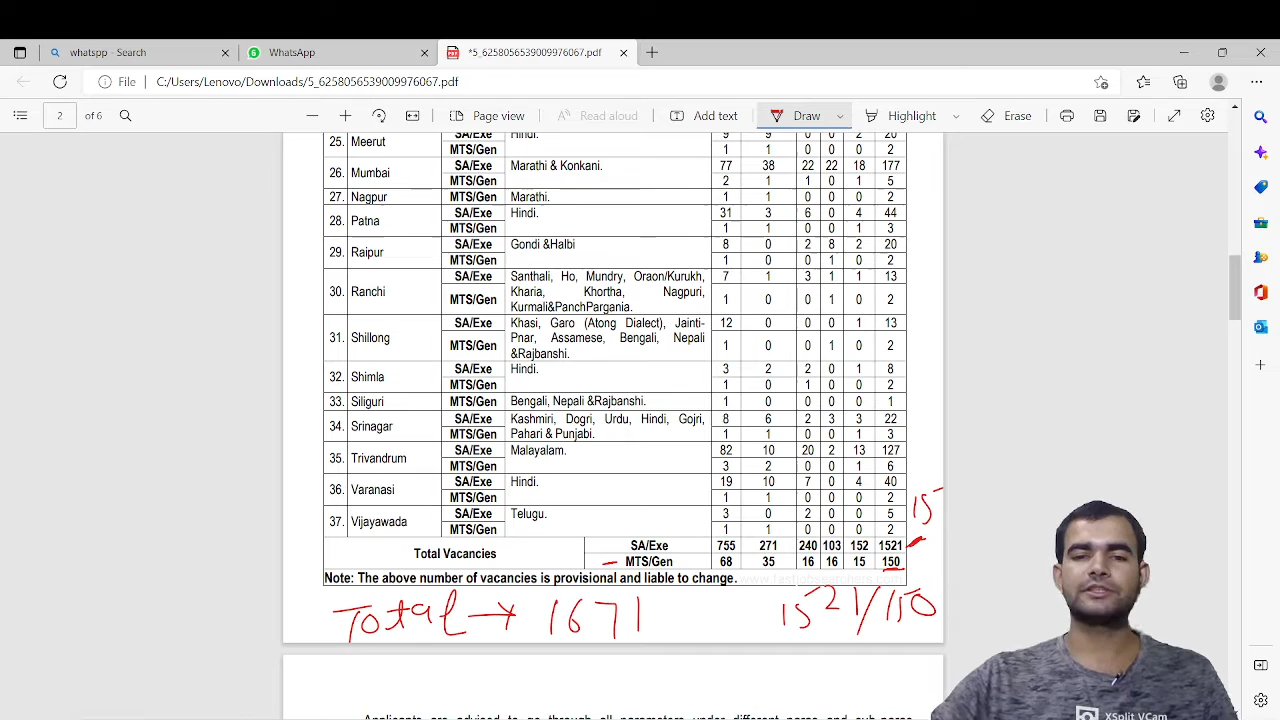 whatspp - Search WhatsApp *5_6258056539009976067.pdf
File C:/Users/Lenovo/Downloads/5_6258056539009976067.pdf
2 of 6 Page view Read aloud Add text Draw Highlight Erase
25. Meerut SA/Exe Hindi. 9 9 0 0 2 20
MTS/Gen 1 1 0 0 0 2
26. Mumbai SA/Exe Marathi & Konkani. 77 38 22 22 18 177
MTS/Gen 2 1 1 0 1 5
27. Nagpur MTS/Gen Marathi. 1 1 0 0 0 2
28. Patna SA/Exe Hindi. 31 3 6 0 4 44
MTS/Gen 1 1 0 0 1 3
29. Raipur SA/Exe Gondi &Halbi 8 0 2 8 2 20
MTS/Gen 1 0 0 1 0 2
30. Ranchi SA/Exe Santhali, Ho, Mundry, Oraon/Kurukh, 7 1 3 1 1 13
MTS/Gen Kharia, Khortha, Nagpuri, 1 0 0 1 0 2
Kurmali&PanchPargania.
31. Shillong SA/Exe Khasi, Garo (Atong Dialect), Jainti- 12 0 0 0 1 13
MTS/Gen Pnar, Assamese, Bengali, Nepali 1 0 0 1 0 2
&Rajbanshi.
32. Shimla SA/Exe Hindi. 3 2 2 0 1 8
MTS/Gen 1 0 1 0 0 2
33. Siliguri MTS/Gen Bengali, Nepali &Rajbanshi. 1 0 0 0 0 1
34. Srinagar SA/Exe Kashmiri, Dogri, Urdu, Hindi, Gojri, 8 6 2 3 3 22
MTS/Gen Pahari & Punjabi. 1 1 0 0 1 3
35. Trivandrum SA/Exe Malayalam. 82 10 20 2 13 127
MTS/Gen 3 2 0 0 1 6
36. Varanasi SA/Exe Hindi. 19 10 7 0 4 40
MTS/Gen 1 1 0 0 0 2
37. Vijayawada SA/Exe Telugu. 3 0 2 0 0 5
MTS/Gen 1 1 0 0 0 2
15
Total Vacancies SA/Exe 755 271 240 103 152 1521
MTS/Gen 68 35 16 16 15 150
Note: The above number of vacancies is provisional and liable to change. www.fastjobsearchers.com
Total → 1671 1521/150
XSplit VCam